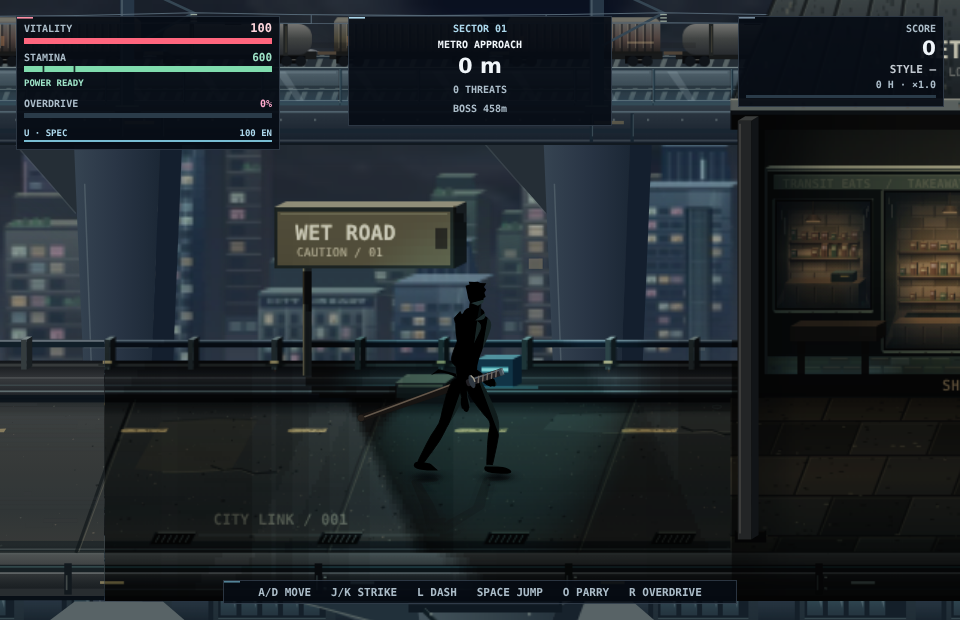 VITALITY 100
STAMINA 600
POWER READY
OVERDRIVE 0%
U · SPEC 100 EN
SECTOR 01
METRO APPROACH
0 m
0 THREATS
BOSS 458m
SCORE
0
STYLE —
0 H · ×1.0
TRANSIT EATS / TAKEAWA
WET ROAD
CAUTION / 01
SH
CITY LINK / 001
A/D MOVE J/K STRIKE L DASH SPACE JUMP O PARRY R OVERDRIVE